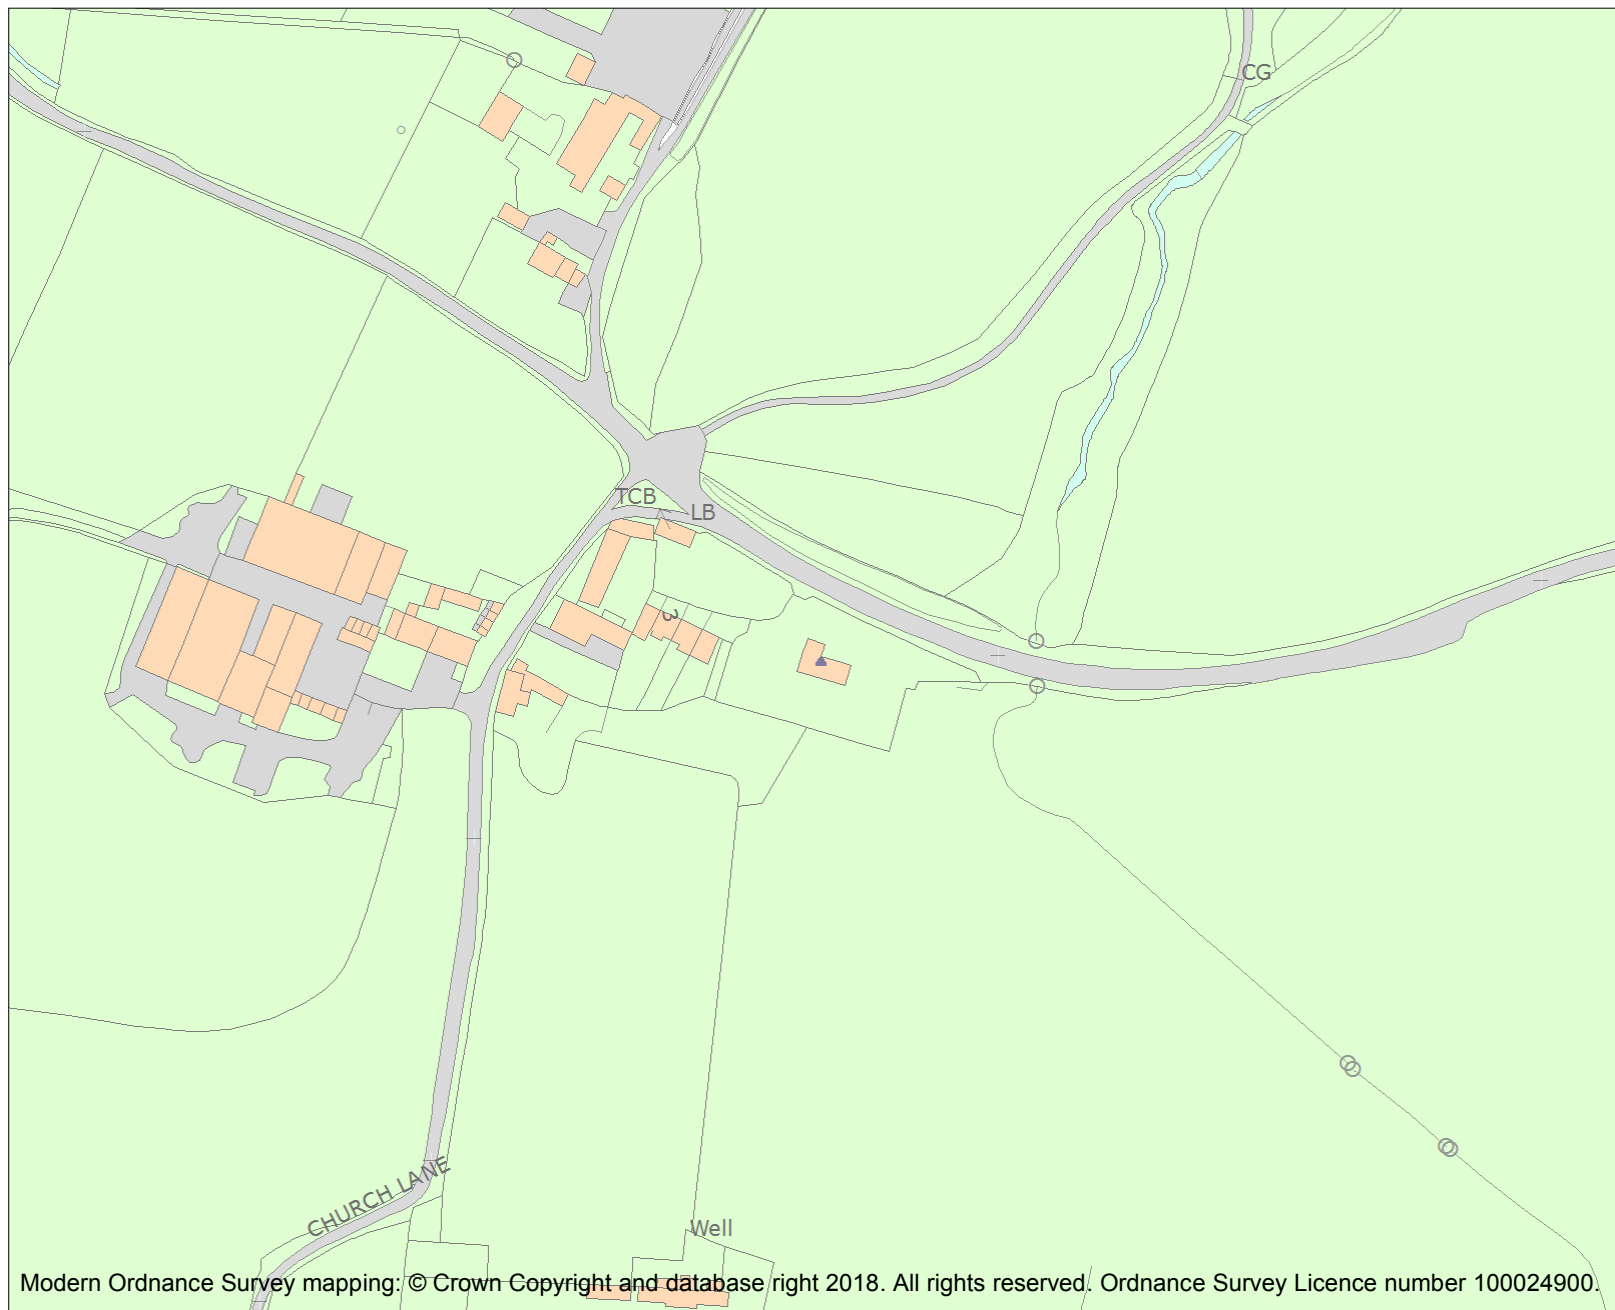 CG
TCB
LB
3
CHURCH LANE
Well
Modern Ordnance Survey mapping: © Crown Copyright and database right 2018. All rights reserved. Ordnance Survey Licence number 100024900.